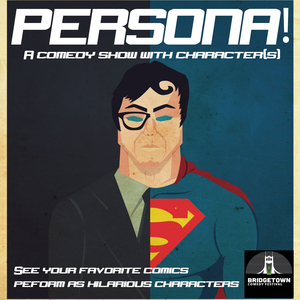 PERSONA!
A COMEDY SHOW WITH CHARACTER(S)
SEE YOUR FAVORITE COMICS
PEFORM AS HILARIOUS CHARACTERS
BRIDGETOWN
COMEDY FESTIVAL